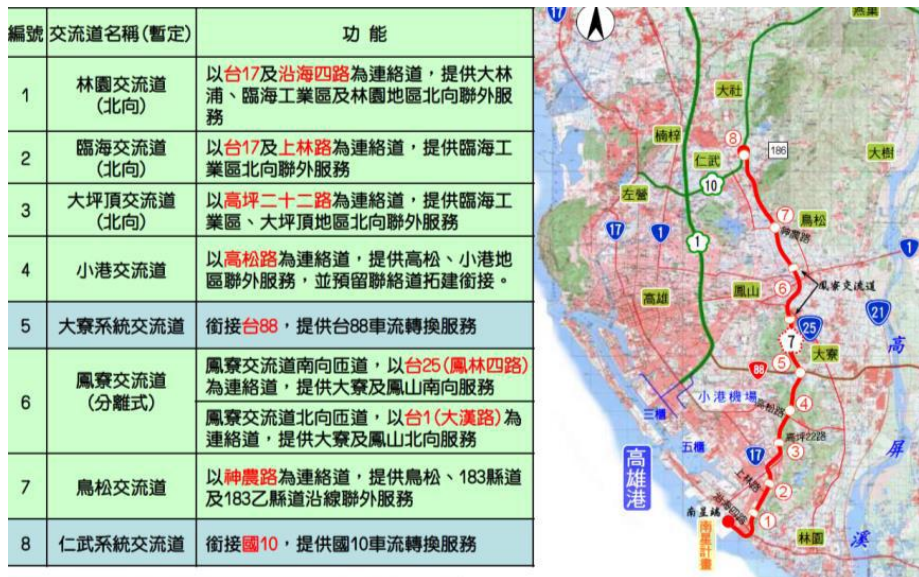 編號 交流道名稱(暫定) 功能
1 林園交流道
(北向)
以台17及沿海四路為連絡道，提供大林
浦、臨海工業區及林園地區北向聯外服
務
2 臨海交流道
(北向)
以台17及上林路為連絡道，提供臨海工
業區北向聯外服務
3 大坪頂交流道
(北向)
以高坪二十二路為連絡道，提供臨海工
業區、大坪頂地區北向聯外服務
4 小港交流道
以高松路為連絡道，提供高松、小港地
區聯外服務，並預留聯絡道拓建銜接。
5 大寮系統交流道 銜接台88，提供台88車流轉換服務
6 鳳寮交流道
(分離式)
鳳寮交流道南向匝道，以台25(鳳林四路)
為連絡道，提供大寮及鳳山南向服務
鳳寮交流道北向匝道，以台1(大漢路)為
連絡道，提供大寮及鳳山北向服務
7 鳥松交流道
以神農路為連絡道，提供鳥松、183縣道
及183乙縣道沿線聯外服務
8 仁武系統交流道 銜接國10，提供國10車流轉換服務
17
燕巢
大社
楠梓
8
186
仁武
大樹
10
左營
7
鳥松
神農路
17
1
1
1
鳳寮交流道
6
高雄
鳳山
25
21
7
大寮
高
5
88
小港機場
4
高松路
三櫃
高坪22路
3
五櫃
17
屏
高雄港
上林路
2
南星端
沿海四路
1
南星計畫
林園
溪